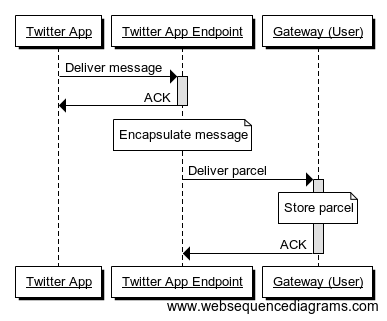 Twitter App Twitter App Endpoint Gateway (User)
Deliver message
ACK
Encapsulate message
Deliver parcel
Store parcel
ACK
Twitter App Twitter App Endpoint Gateway (User)
www.websequencediagrams.com